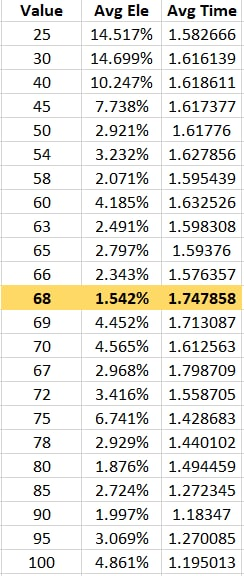 Value Avg Ele Avg Time
25 14.517% 1.582666
30 14.699% 1.616139
40 10.247% 1.618611
45 7.738% 1.617377
50 2.921% 1.61776
54 3.232% 1.627856
58 2.071% 1.595439
60 4.185% 1.632526
63 2.491% 1.598308
65 2.797% 1.59376
66 2.343% 1.576357
68 1.542% 1.747858
69 4.452% 1.713087
70 4.565% 1.612563
67 2.968% 1.798709
72 3.416% 1.558705
75 6.741% 1.428683
78 2.929% 1.440102
80 1.876% 1.494459
85 2.724% 1.272345
90 1.997% 1.18347
95 3.069% 1.270085
100 4.861% 1.195013